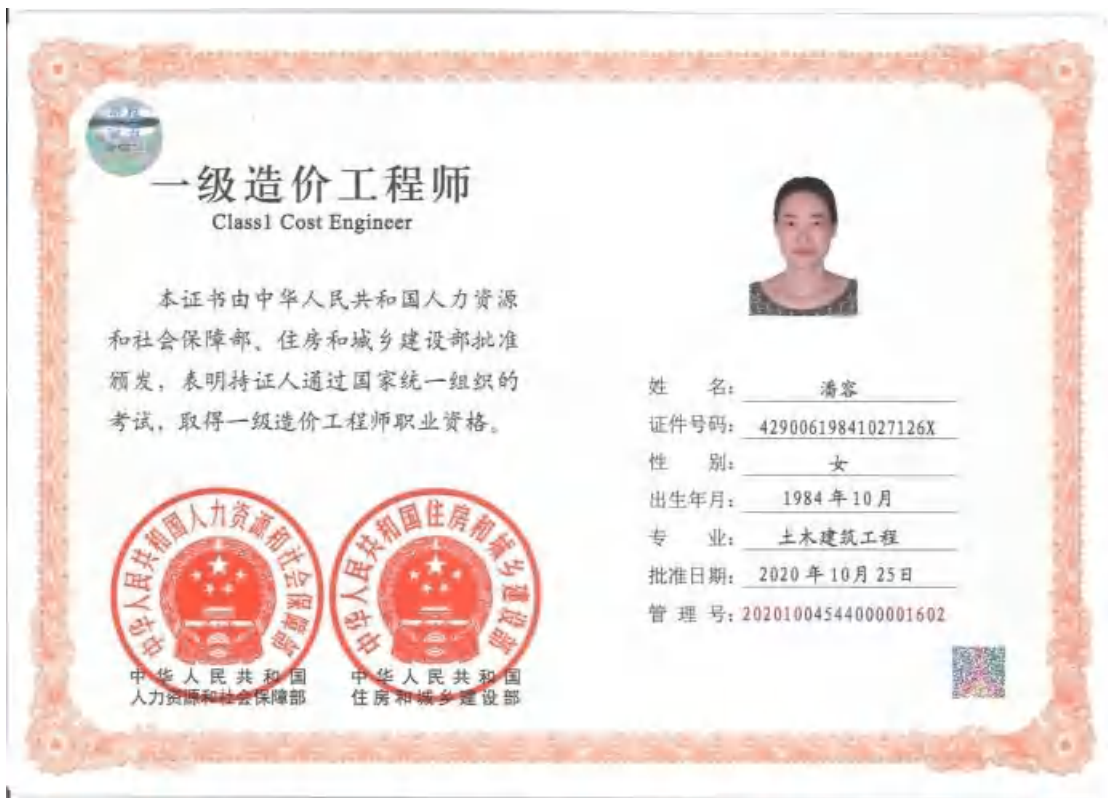 一级造价工程师
Class1 Cost Engineer
本证书由中华人民共和国人力资源
和社会保障部、住房和城乡建设部批准
颁发，表明持证人通过国家统一组织的
考试，取得一级造价工程师职业资格。
中华人民共和国人力资源和社会保障部
中华人民共和国住房和城乡建设部
中华人民共和国
人力资源和社会保障部
中华人民共和国
住房和城乡建设部
姓 名： 潘容
证件号码： 42900619841027126X
性 别： 女
出生年月： 1984年10月
专 业： 土木建筑工程
批准日期： 2020年10月25日
管 理 号：20201004544000001602